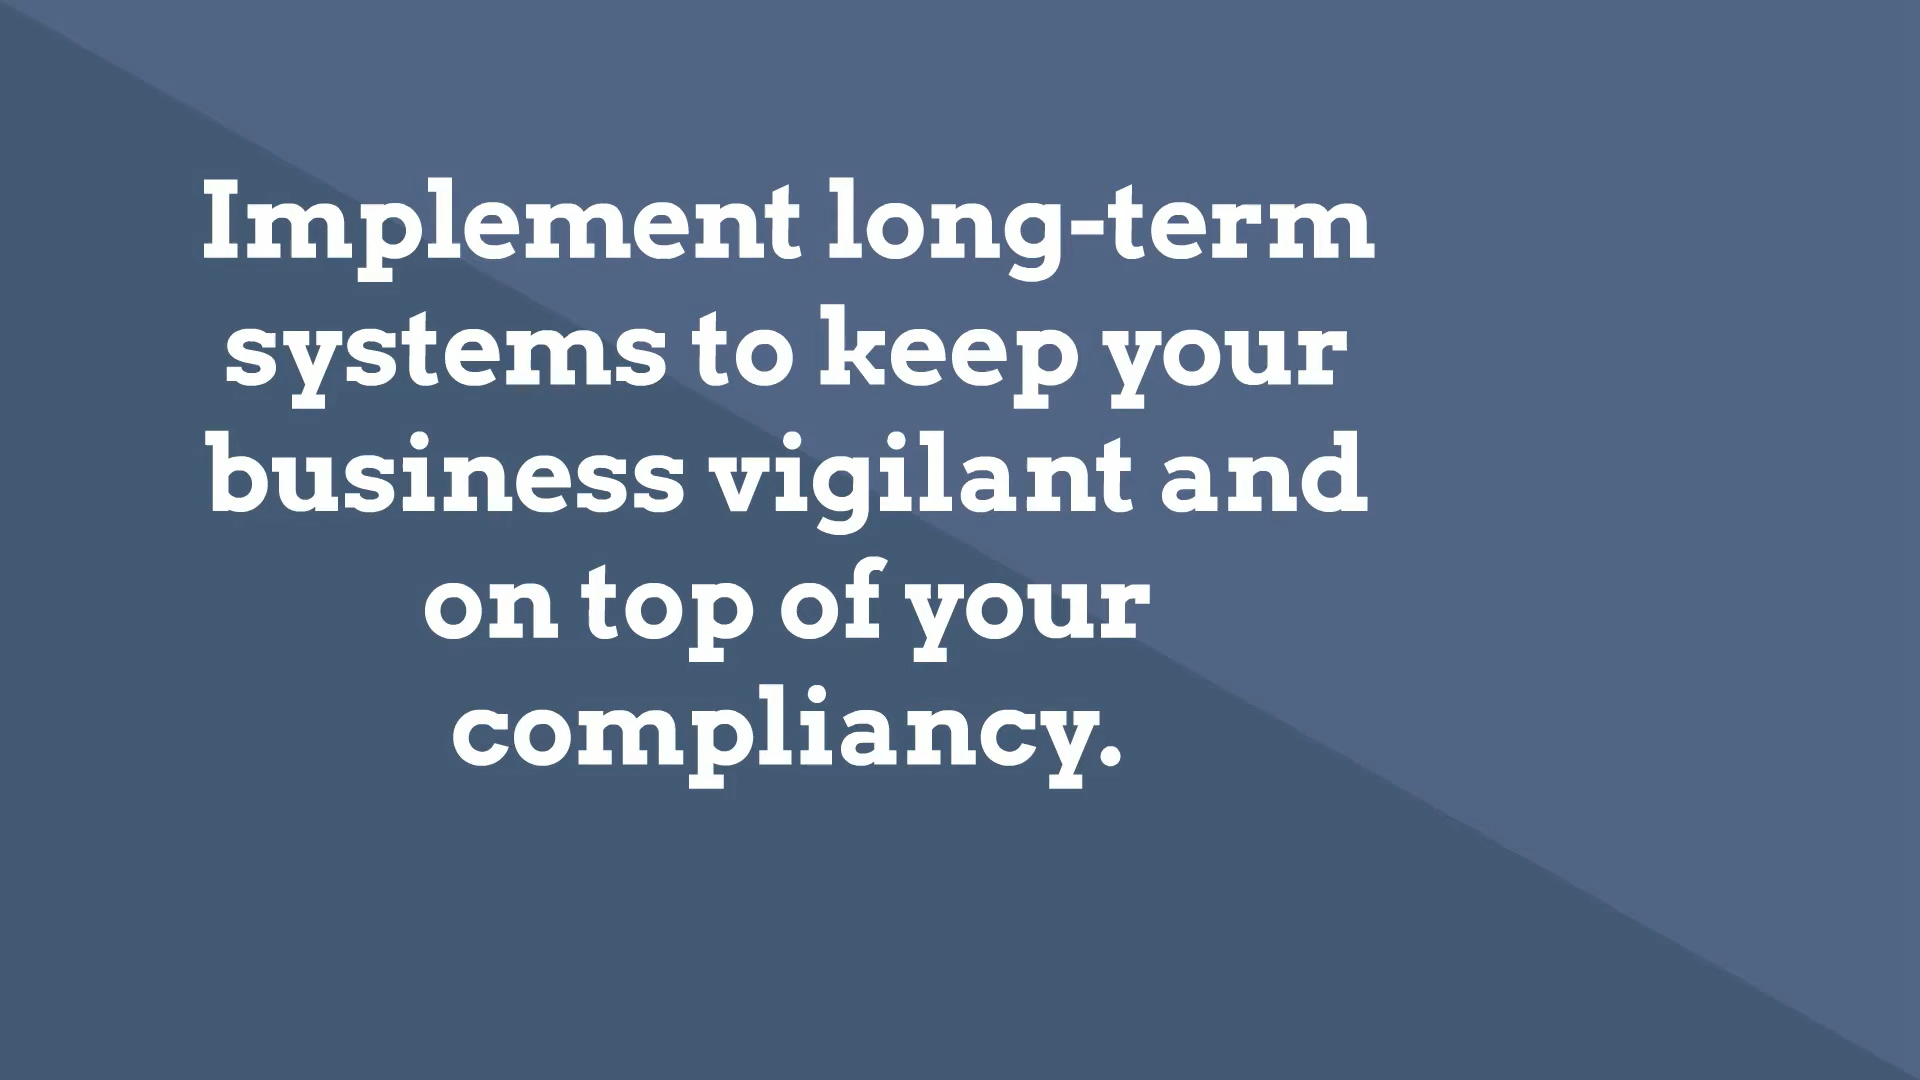 Implement long-term
systems to keep your
business vigilant and
on top of your
compliancy.